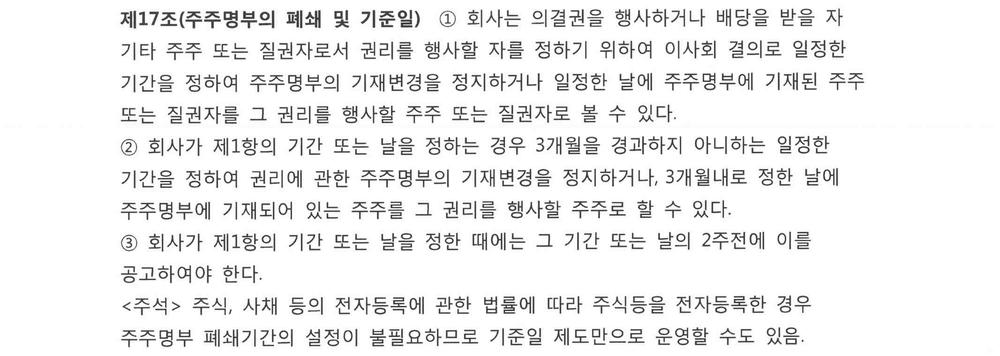 제17조(주주명부의 폐쇄 및 기준일) ① 회사는 의결권을 행사하거나 배당을 받을 자
기타 주주 또는 질권자로서 권리를 행사할 자를 정하기 위하여 이사회 결의로 일정한
기간을 정하여 주주명부의 기재변경을 정지하거나 일정한 날에 주주명부에 기재된 주주
또는 질권자를 그 권리를 행사할 주주 또는 질권자로 볼 수 있다.
② 회사가 제1항의 기간 또는 날을 정하는 경우 3개월을 경과하지 아니하는 일정한
기간을 정하여 권리에 관한 주주명부의 기재변경을 정지하거나, 3개월내로 정한 날에
주주명부에 기재되어 있는 주주를 그 권리를 행사할 주주로 할 수 있다.
③ 회사가 제1항의 기간 또는 날을 정한 때에는 그 기간 또는 날의 2주전에 이를
공고하여야 한다.
<주석> 주식, 사채 등의 전자등록에 관한 법률에 따라 주식등을 전자등록한 경우
주주명부 폐쇄기간의 설정이 불필요하므로 기준일 제도만으로 운영할 수도 있음.